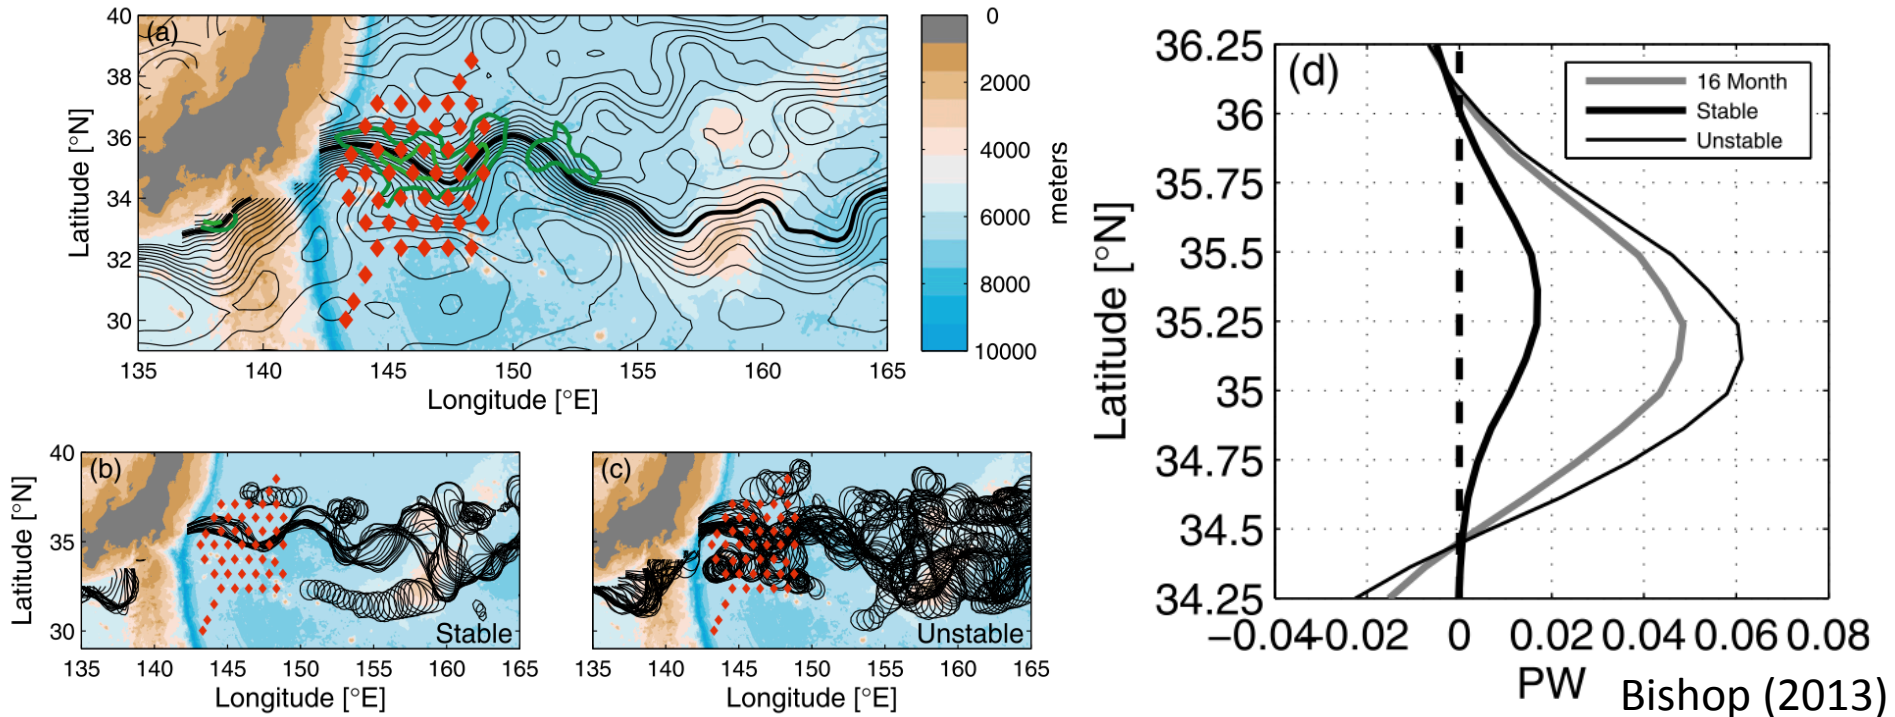 (a)
40
38
36
34
32
30
Latitude [°N]
135
140
145
150
155
160
165
Longitude [°E]
0
2000
4000
6000
8000
10000
meters
(b)
40
35
30
Latitude [°N]
Stable
135
140
145
150
155
160
165
Longitude [°E]
(c)
Unstable
135
140
145
150
155
160
165
Longitude [°E]
(d)
36.25
36
35.75
35.5
35.25
35
34.75
34.5
34.25
Latitude [°N]
16 Month
Stable
Unstable
−0.04 −0.02 0 0.02 0.04 0.06 0.08
PW
Bishop (2013)